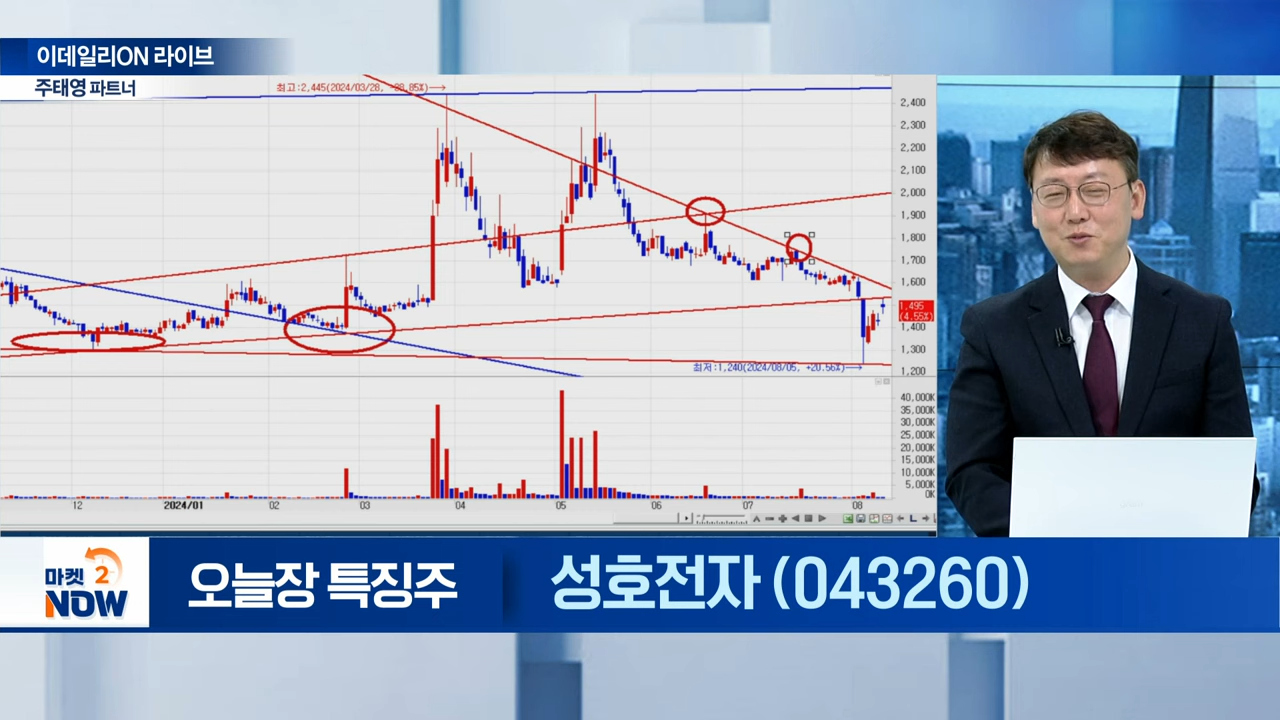 이데일리ON 라이브
주태영 파트너
최고:2,445(2024/03/28, -38.85%)→
2,400
2,300
2,200
2,100
2,000
1,900
1,800
1,700
1,600
1,495
(4.55%)
1,400
1,300
1,200
최저:1,240(2024/08/05, +20.56%)→
40,000K
35,000K
30,000K
25,000K
20,000K
15,000K
10,000K
5,000K
0K
12 2024/01 02 03 04 05 06 07 08
마켓 2
NOW
오늘장 특징주
성호전자 (043260)